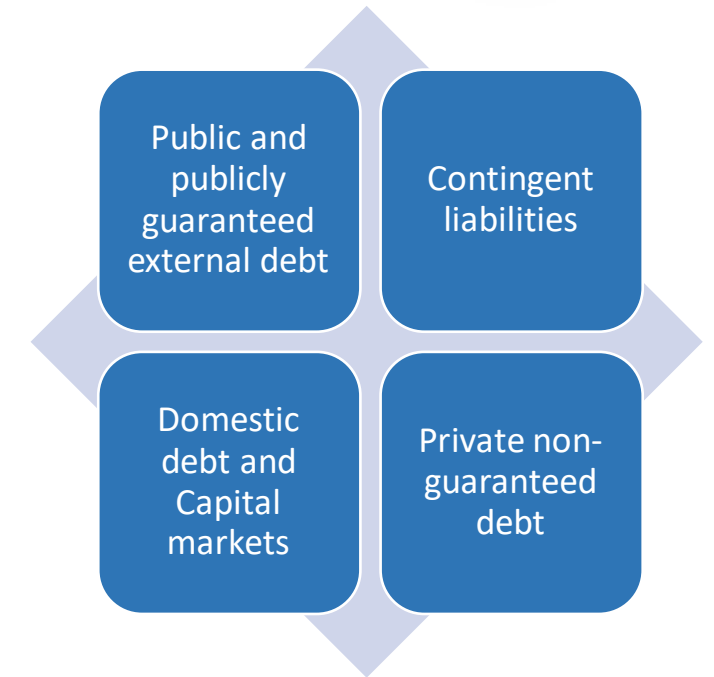 Public and
publicly
guaranteed
external debt
Contingent
liabilities
Domestic
debt and
Capital
markets
Private non-
guaranteed
debt